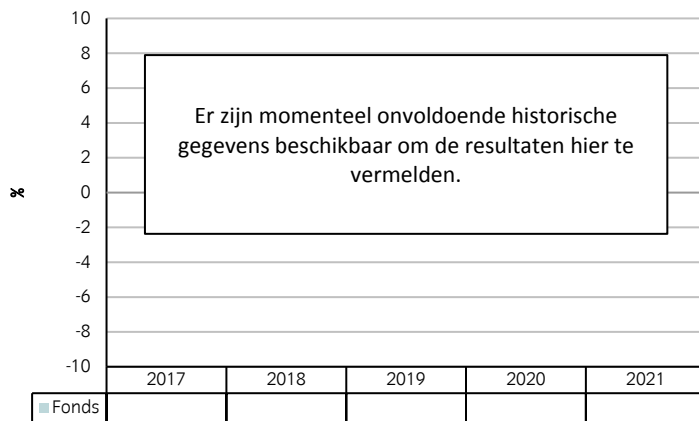 10
8
6
4
2
0
-2
-4
-6
-8
-10
%
Er zijn momenteel onvoldoende historische
gegevens beschikbaar om de resultaten hier te
vermelden.
2017 2018 2019 2020 2021
Fonds